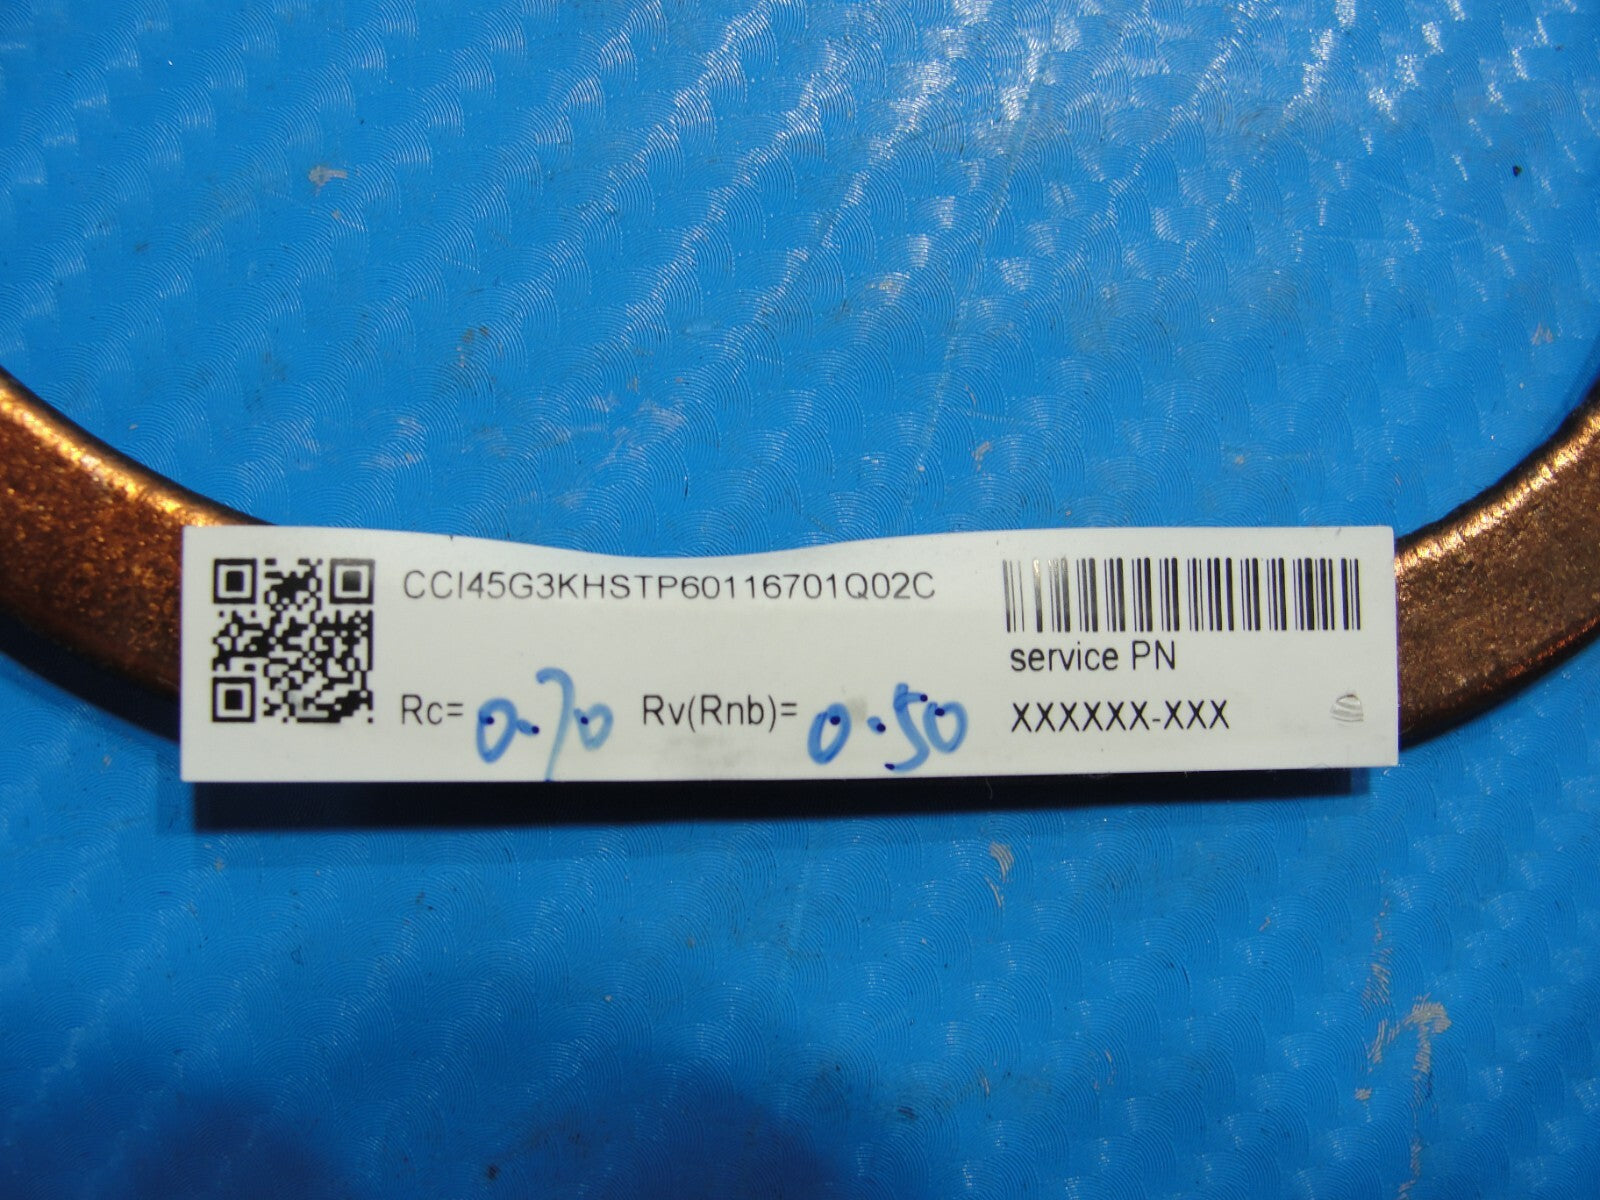 CCI45G3KHSTP60116701Q02C
service PN
Rc= 0.70 Rv(Rnb)= 0.50 XXXXXX-XXX